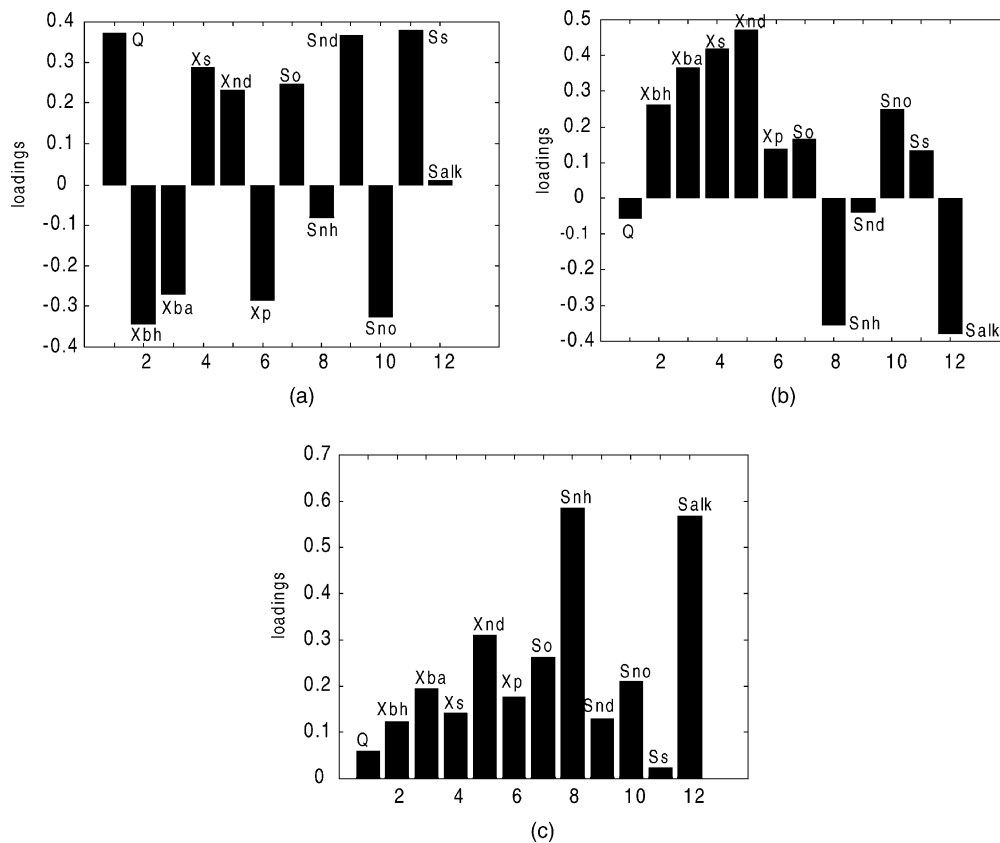 0.4
0.3
0.2
0.1
0
-0.1
-0.2
-0.3
-0.4
loadings
Q
Xbh
Xba
Xs
Xnd
Xp
So
Snh
Snd
Sno
Ss
Salk
2 4 6 8 10 12
(a)
0.5
0.4
0.3
0.2
0.1
0
-0.1
-0.2
-0.3
-0.4
loadings
Q
Xbh
Xba
Xs
Xnd
Xp
So
Snh
Snd
Sno
Ss
Salk
2 4 6 8 10 12
(b)
0.7
0.6
0.5
0.4
0.3
0.2
0.1
0
loadings
Q
Xbh
Xba
Xs
Xnd
Xp
So
Snh
Snd
Sno
Ss
Salk
2 4 6 8 10 12
(c)